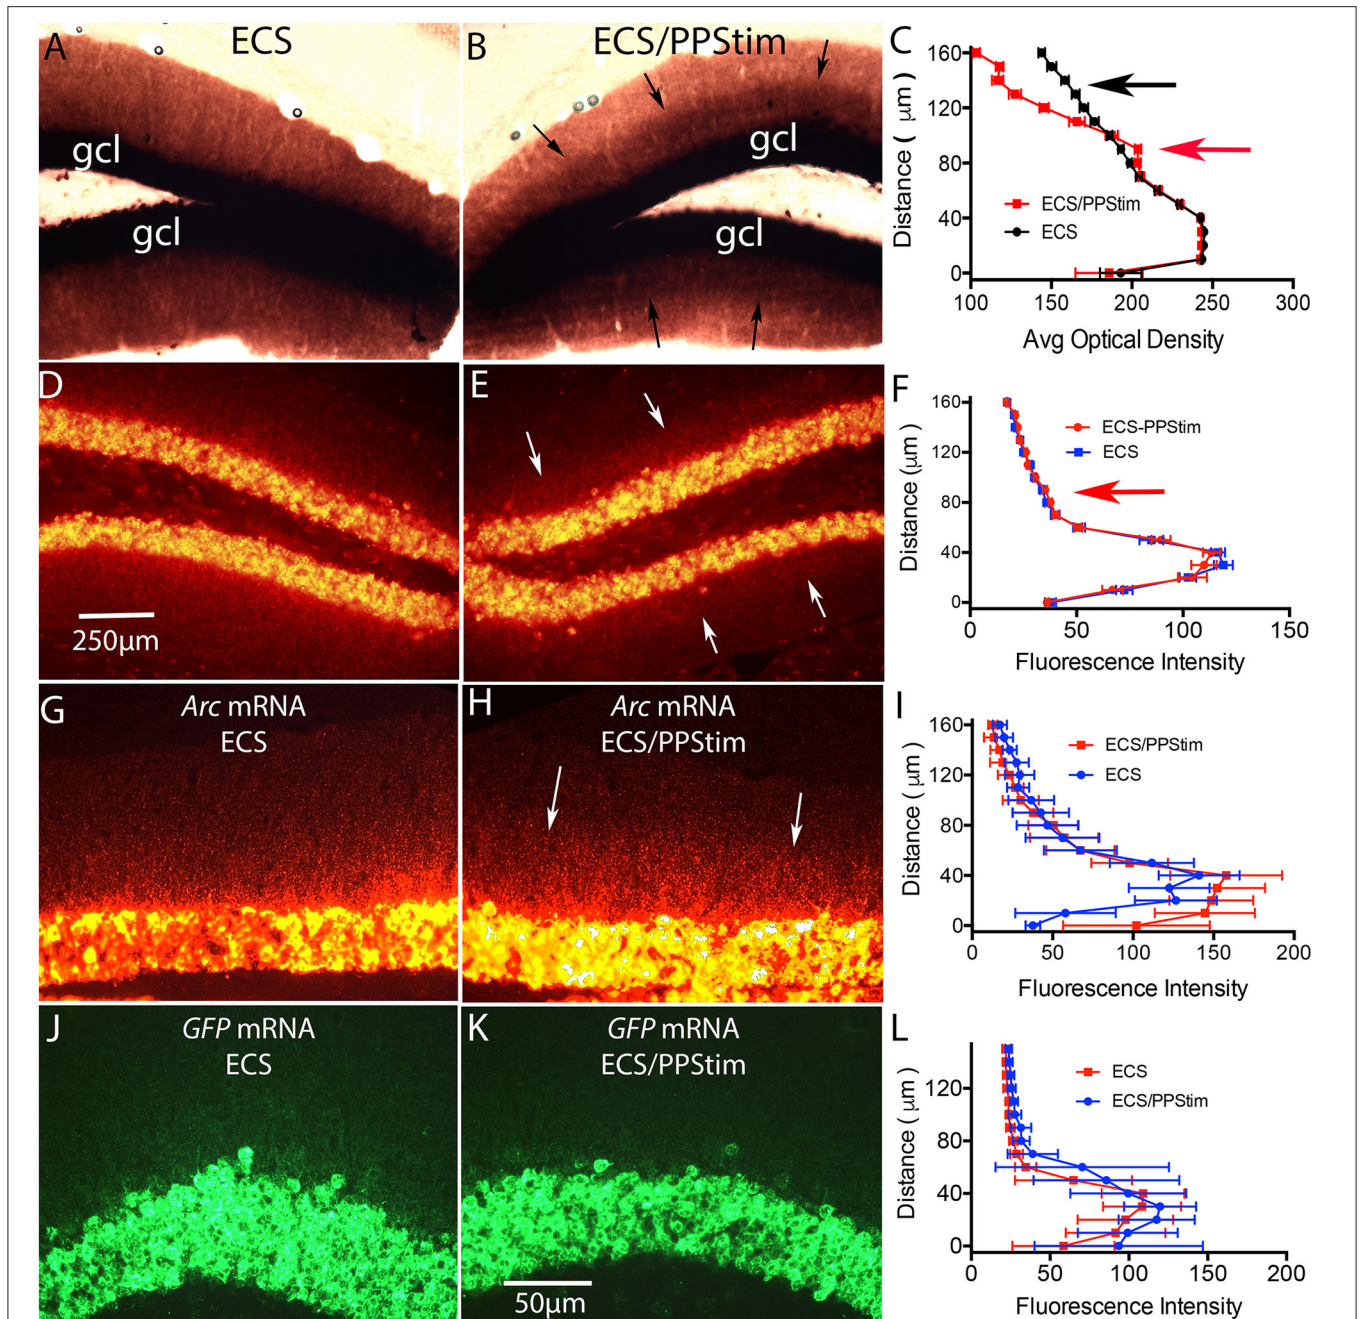 A
ECS
gcl
gcl
B
ECS/PPStim
gcl
gcl
C
Distance ( μm )
160
120
80
40
0
ECS/PPStim
ECS
100 150 200 250 300
Avg Optical Density
D
250μm
E
F
Distance (μm )
160
120
80
40
0
ECS-PPStim
ECS
0 50 100 150
Fluorescence Intensity
G
Arc mRNA
ECS
H
Arc mRNA
ECS/PPStim
I
Distance ( μm )
160
120
80
40
0
ECS/PPStim
ECS
0 50 100 150 200
Fluorescence Intensity
J
GFP mRNA
ECS
K
GFP mRNA
ECS/PPStim
50μm
L
Distance ( μm )
120
80
40
0
ECS
ECS/PPStim
0 50 100 150 200
Fluorescence Intensity